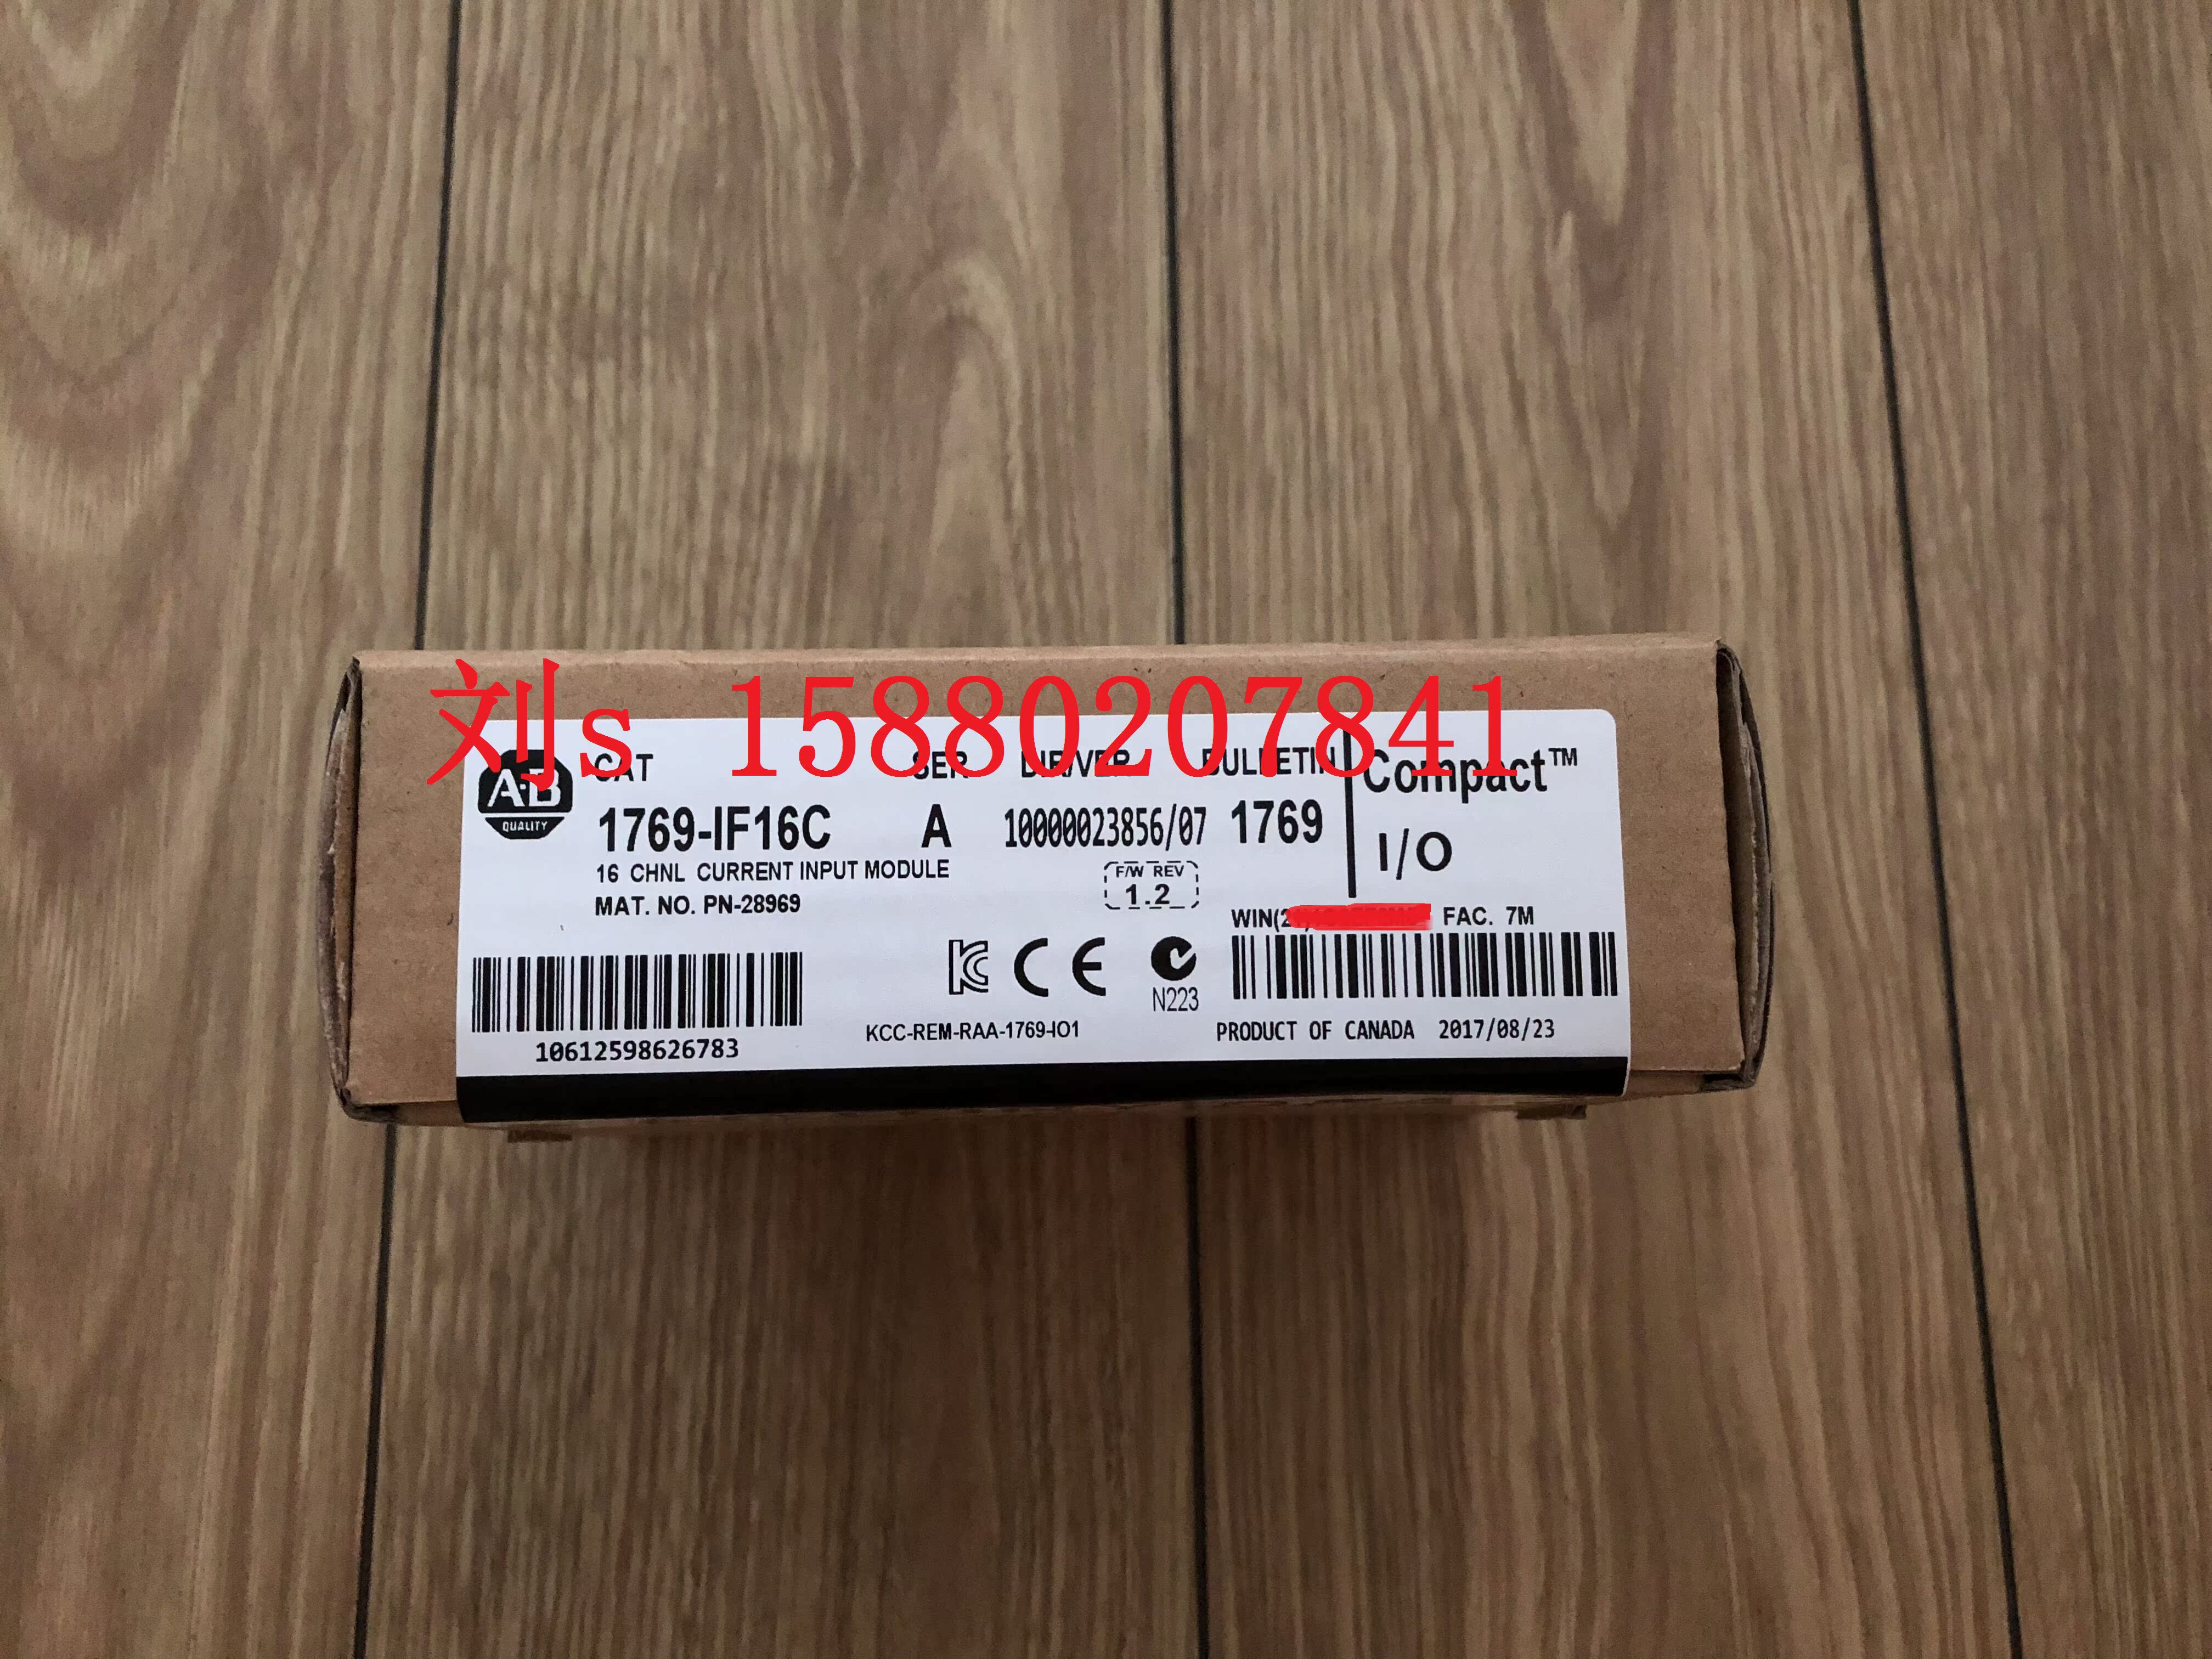 刘s 15880207841
A·B QUALITY
CAT SER DIE/VER BULLETIN
1769-IF16C A 10000023856/07 1769
Compact™
I/O
16 CHNL CURRENT INPUT MODULE
MAT. NO. PN-28969
F/W REV
1.2
FAC. 7M
CE
N223
10612598626783
KCC-REM-RAA-1769-IO1
PRODUCT OF CANADA 2017/08/23